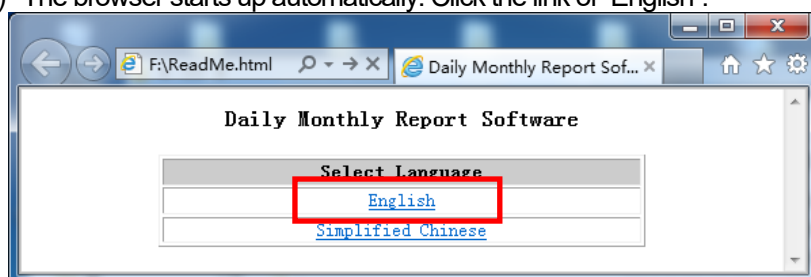 ) The browser starts up automatically. Click the link of "English".
F:\ReadMe.html
Daily Monthly Report Sof...
Daily Monthly Report Software
Select Language
English
Simplified Chinese